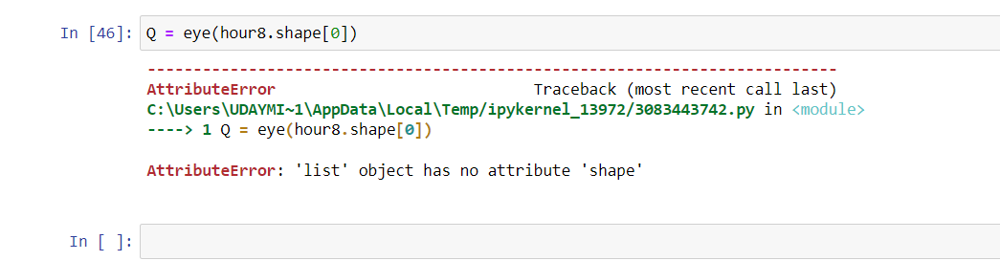 In [46]: Q = eye(hour8.shape[0])
---------------------------------------------------------------------------
AttributeError                            Traceback (most recent call last)
C:\Users\UDAYMI~1\AppData\Local\Temp/ipykernel_13972/3083443742.py in <module>
----> 1 Q = eye(hour8.shape[0])
AttributeError: 'list' object has no attribute 'shape'
In [ ]: